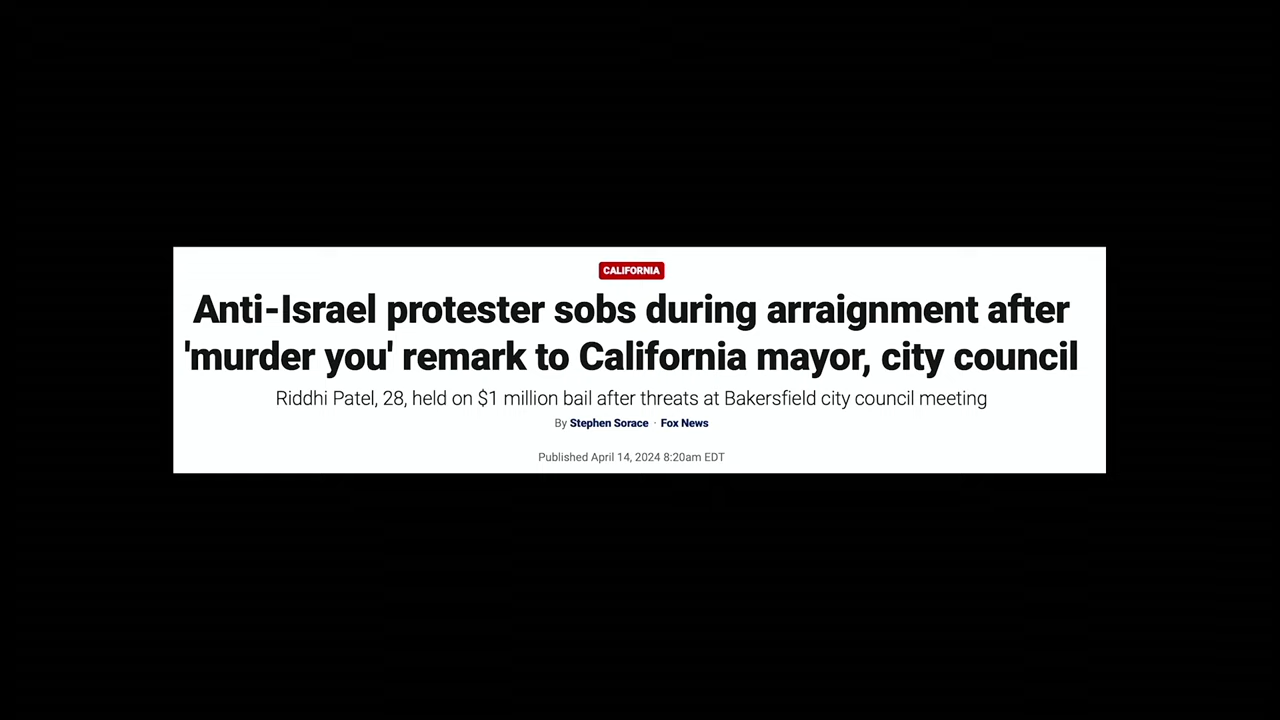 CALIFORNIA
Anti-Israel protester sobs during arraignment after
'murder you' remark to California mayor, city council
Riddhi Patel, 28, held on $1 million bail after threats at Bakersfield city council meeting
By Stephen Sorace · Fox News
Published April 14, 2024 8:20am EDT